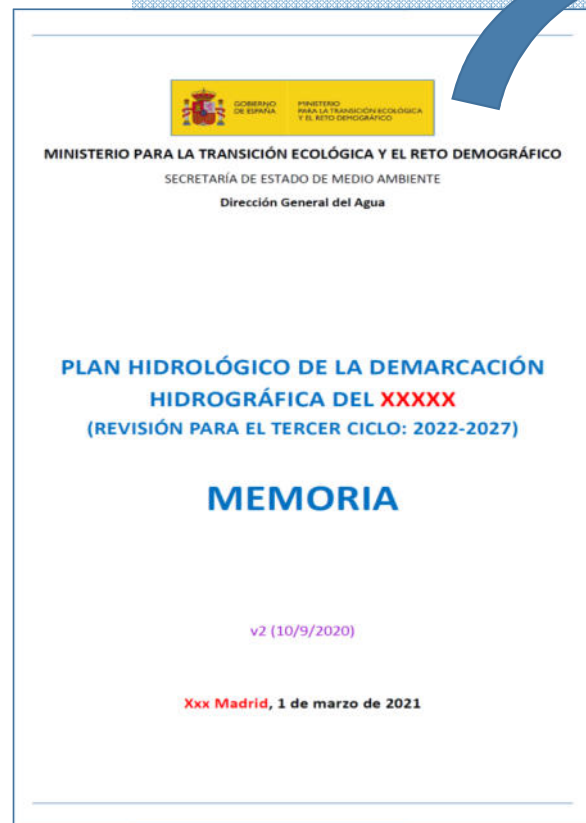 GOBIERNO
DE ESPAÑA
MINISTERIO
PARA LA TRANSICIÓN ECOLÓGICA
Y EL RETO DEMOGRÁFICO
MINISTERIO PARA LA TRANSICIÓN ECOLÓGICA Y EL RETO DEMOGRÁFICO
SECRETARÍA DE ESTADO DE MEDIO AMBIENTE
Dirección General del Agua
PLAN HIDROLÓGICO DE LA DEMARCACIÓN
HIDROGRÁFICA DEL XXXXX
(REVISIÓN PARA EL TERCER CICLO: 2022-2027)
MEMORIA
v2 (10/9/2020)
Xxx Madrid, 1 de marzo de 2021